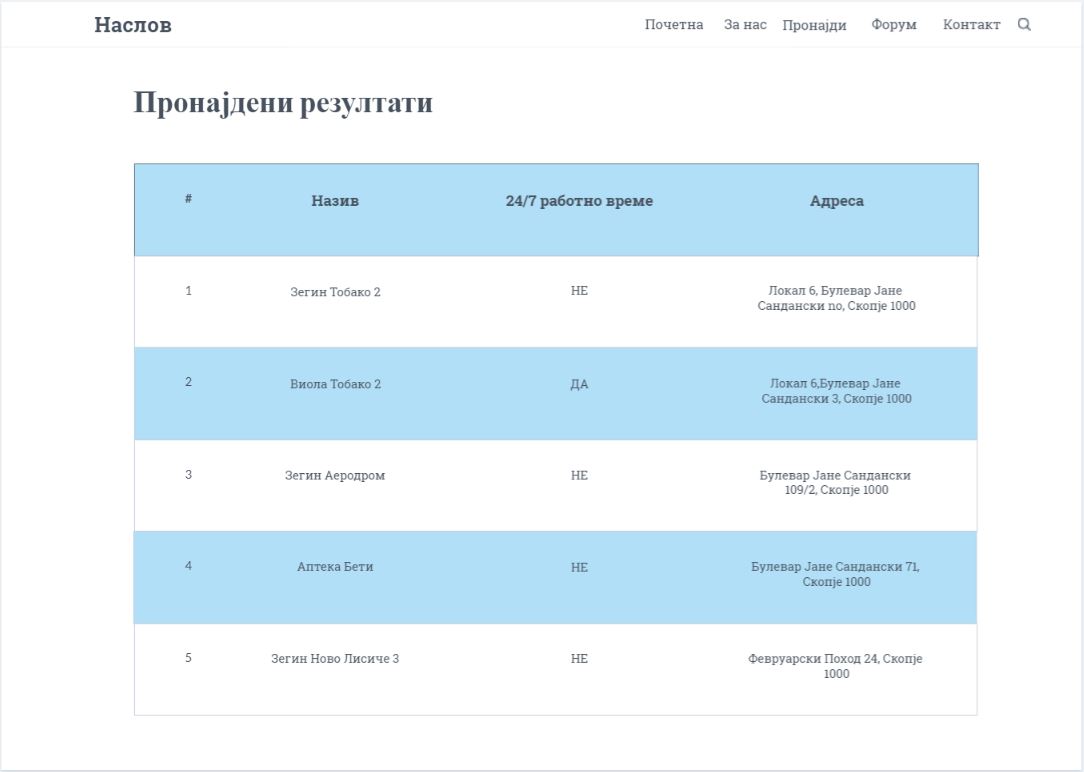 Наслов
Почетна За нас Пронајди Форум Контакт
Пронајдени резултати
# Назив 24/7 работно време Адреса
1 Зегин Тобако 2 НЕ Локал 6, Булевар Јане
Сандански no, Скопје 1000
2 Виола Тобако 2 ДА Локал 6,Булевар Јане
Сандански 3, Скопје 1000
3 Зегин Аеродром НЕ Булевар Јане Сандански
109/2, Скопје 1000
4 Аптека Бети НЕ Булевар Јане Сандански 71,
Скопје 1000
5 Зегин Ново Лисиче 3 НЕ Февруарски Поход 24, Скопје
1000